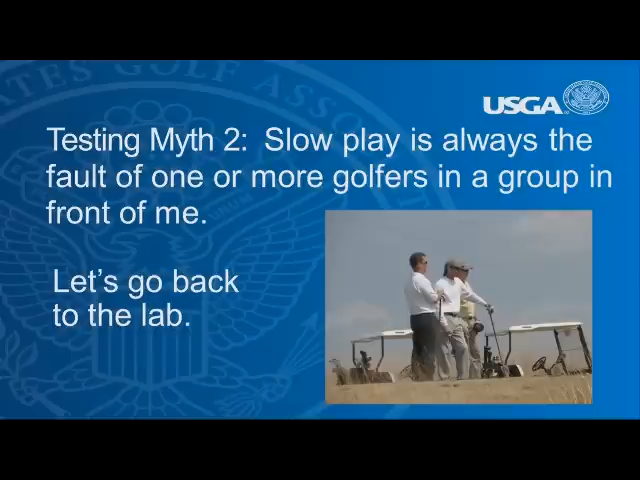 USGA
Testing Myth 2: Slow play is always the
fault of one or more golfers in a group in
front of me.
Let's go back
to the lab.